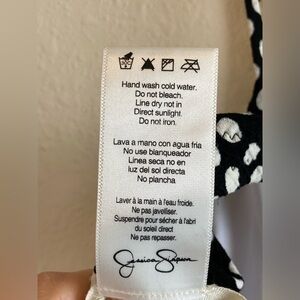 Hand wash cold water.
Do not bleach.
Line dry not in
Direct sunlight.
Do not iron.
Lava a mano con agua fria
No use blanqueador
Linea seca no en
luz del sol directa
No plancha
Laver à la main à l'eau froide.
Ne pas javelliser.
Suspendre pour sécher à l'abri
du soleil direct
Ne pas repasser.
Jessica Simpson